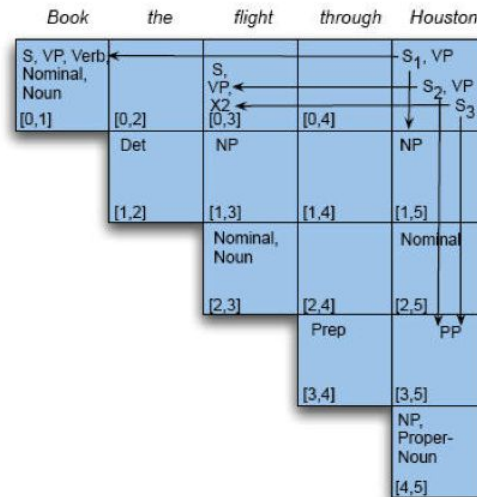 Book the flight through Houston
S, VP, Verb, Nominal, Noun
[0,1]
[0,2]
S, VP, X2
[0,3]
[0,4]
S1, VP
S2, VP
S3
Det
[1,2]
NP
[1,3]
[1,4]
NP
[1,5]
Nominal, Noun
[2,3]
[2,4]
Nominal
[2,5]
Prep
[3,4]
PP
[3,5]
NP, Proper-Noun
[4,5]